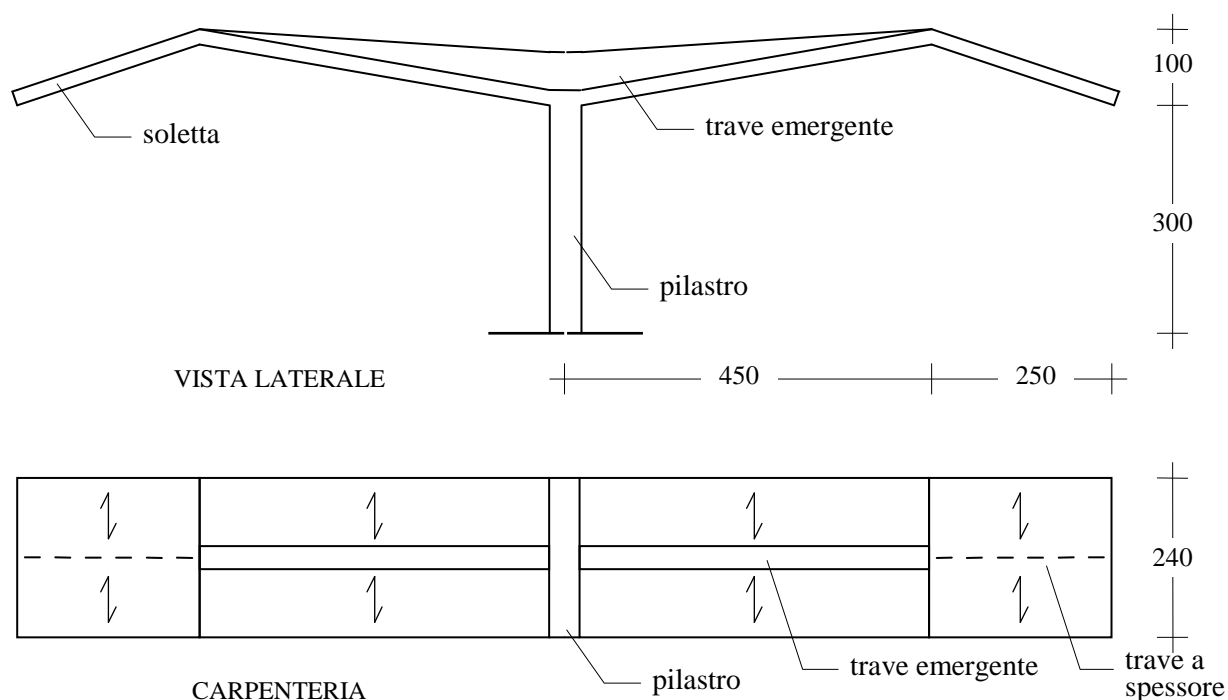 100
soletta
trave emergente
300
pilastro
VISTA LATERALE
450
250
240
pilastro
trave emergente
trave a
spessore
CARPENTERIA